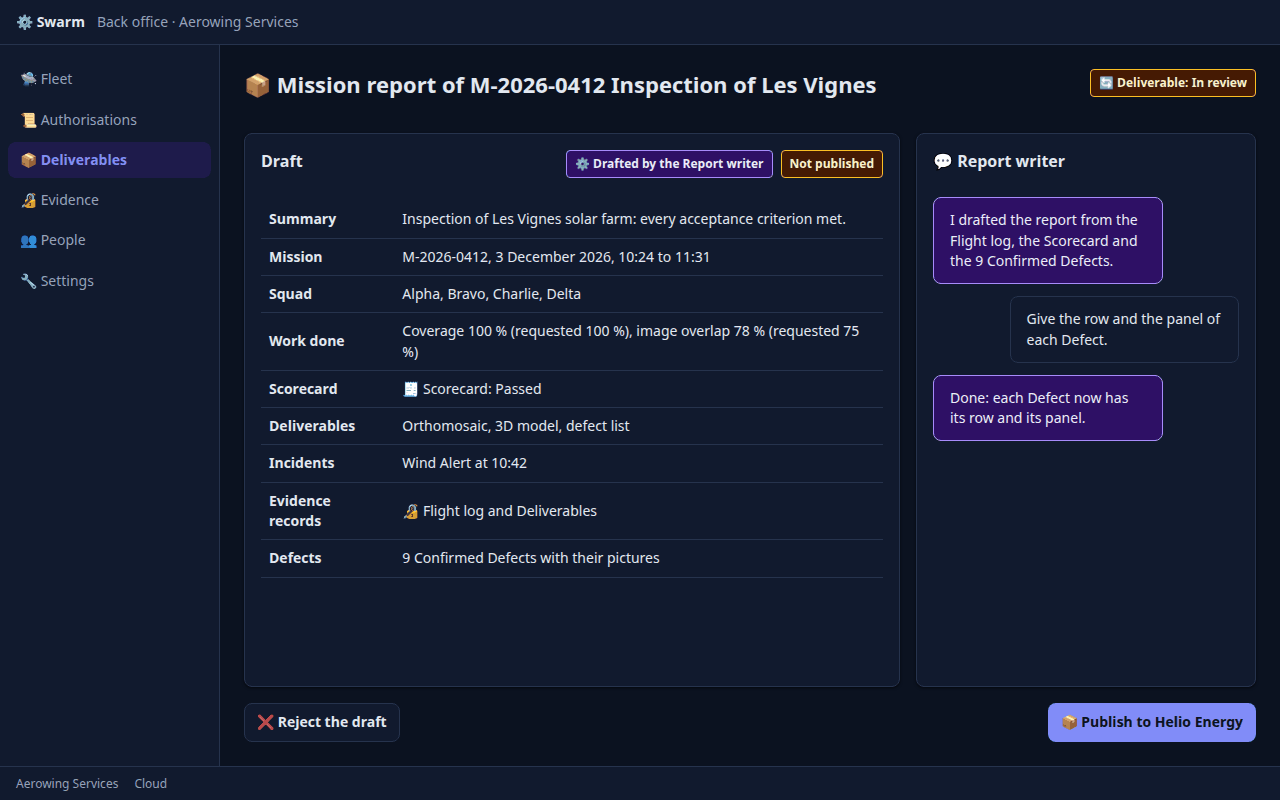 ⚙️ Swarm Back office · Aerowing Services
🛸 Fleet
📜 Authorisations
📦 Deliverables
🔏 Evidence
👥 People
🔧 Settings
📦 Mission report of M-2026-0412 Inspection of Les Vignes
🔄 Deliverable: In review
Draft
⚙️ Drafted by the Report writer
Not published
Summary Inspection of Les Vignes solar farm: every acceptance criterion met.
Mission M-2026-0412, 3 December 2026, 10:24 to 11:31
Squad Alpha, Bravo, Charlie, Delta
Work done Coverage 100 % (requested 100 %), image overlap 78 % (requested 75
%)
Scorecard 🧾 Scorecard: Passed
Deliverables Orthomosaic, 3D model, defect list
Incidents Wind Alert at 10:42
Evidence
records 🔏 Flight log and Deliverables
Defects 9 Confirmed Defects with their pictures
💬 Report writer
I drafted the report from the
Flight log, the Scorecard and
the 9 Confirmed Defects.
Give the row and the panel of
each Defect.
Done: each Defect now has
its row and its panel.
❌ Reject the draft
📦 Publish to Helio Energy
Aerowing Services Cloud